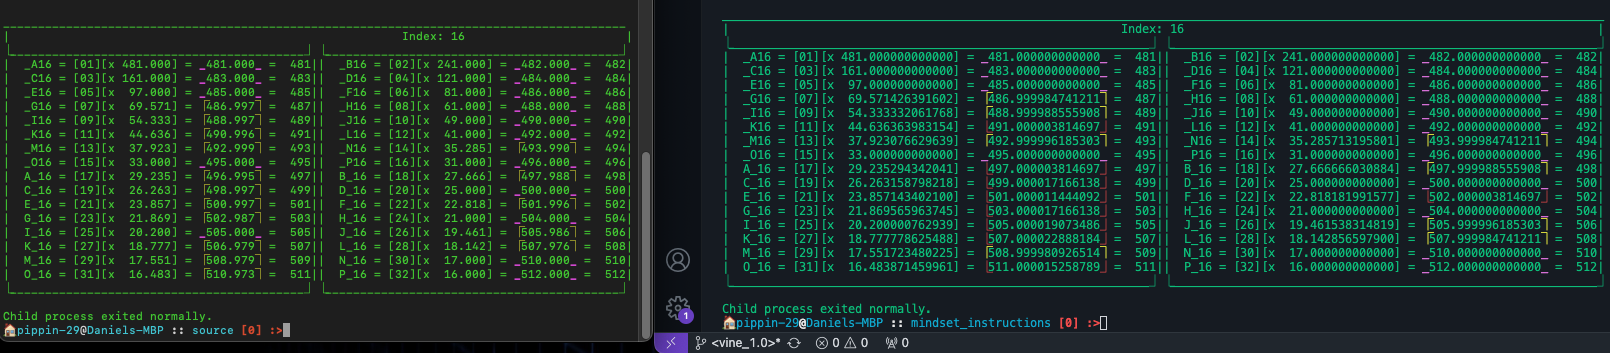 Index: 16
_A16 = [01][x 481.000] = _481.000_ = 481|| _B16 = [02][x 241.000] = _482.000_ = 482|
_C16 = [03][x 161.000] = _483.000_ = 483|| _D16 = [04][x 121.000] = _484.000_ = 484|
_E16 = [05][x 97.000] = _485.000_ = 485|| _F16 = [06][x 81.000] = _486.000_ = 486|
_G16 = [07][x 69.571] = 486.997 = 487|| _H16 = [08][x 61.000] = _488.000_ = 488|
_I16 = [09][x 54.333] = 488.997 = 489|| _J16 = [10][x 49.000] = _490.000_ = 490|
_K16 = [11][x 44.636] = 490.996 = 491|| _L16 = [12][x 41.000] = _492.000_ = 492|
_M16 = [13][x 37.923] = 492.999 = 493|| _N16 = [14][x 35.285] = 493.990 = 494|
_O16 = [15][x 33.000] = _495.000_ = 495|| _P16 = [16][x 31.000] = _496.000_ = 496|
A_16 = [17][x 29.235] = 496.995 = 497|| B_16 = [18][x 27.666] = 497.988 = 498|
C_16 = [19][x 26.263] = 498.997 = 499|| D_16 = [20][x 25.000] = _500.000_ = 500|
E_16 = [21][x 23.857] = 500.997 = 501|| F_16 = [22][x 22.818] = 501.996 = 502|
G_16 = [23][x 21.869] = 502.987 = 503|| H_16 = [24][x 21.000] = _504.000_ = 504|
I_16 = [25][x 20.200] = _505.000_ = 505|| J_16 = [26][x 19.461] = 505.986 = 506|
K_16 = [27][x 18.777] = 506.979 = 507|| L_16 = [28][x 18.142] = 507.976 = 508|
M_16 = [29][x 17.551] = 508.979 = 509|| N_16 = [30][x 17.000] = _510.000_ = 510|
O_16 = [31][x 16.483] = 510.973 = 511|| P_16 = [32][x 16.000] = _512.000_ = 512|
Child process exited normally.
pippin-29@Daniels-MBP :: source [0] :>
Index: 16
_A16 = [01][x 481.000000000000] = _481.000000000000_ = 481|| _B16 = [02][x 241.000000000000] = _482.000000000000_ = 482|
_C16 = [03][x 161.000000000000] = _483.000000000000_ = 483|| _D16 = [04][x 121.000000000000] = _484.000000000000_ = 484|
_E16 = [05][x 97.000000000000] = _485.000000000000_ = 485|| _F16 = [06][x 81.000000000000] = _486.000000000000_ = 486|
_G16 = [07][x 69.571426391602] = 486.999984741211 = 487|| _H16 = [08][x 61.000000000000] = _488.000000000000_ = 488|
_I16 = [09][x 54.333332061768] = 488.999988555908 = 489|| _J16 = [10][x 49.000000000000] = _490.000000000000_ = 490|
_K16 = [11][x 44.636363983154] = 491.000003814697 = 491|| _L16 = [12][x 41.000000000000] = _492.000000000000_ = 492|
_M16 = [13][x 37.923076629639] = 492.999996185303 = 493|| _N16 = [14][x 35.285713195801] = 493.999984741211 = 494|
_O16 = [15][x 33.000000000000] = _495.000000000000_ = 495|| _P16 = [16][x 31.000000000000] = _496.000000000000_ = 496|
A_16 = [17][x 29.235294342041] = 497.000003814697 = 497|| B_16 = [18][x 27.666666030884] = 497.999988555908 = 498|
C_16 = [19][x 26.263158798218] = 499.000017166138 = 499|| D_16 = [20][x 25.000000000000] = _500.000000000000_ = 500|
E_16 = [21][x 23.857143402100] = 501.000011444092 = 501|| F_16 = [22][x 22.818181991577] = 502.000003814697 = 502|
G_16 = [23][x 21.869565963745] = 503.000017166138 = 503|| H_16 = [24][x 21.000000000000] = _504.000000000000_ = 504|
I_16 = [25][x 20.200000762939] = 505.000019073486 = 505|| J_16 = [26][x 19.461538314819] = 505.999996185303 = 506|
K_16 = [27][x 18.777778625488] = 507.000022888184 = 507|| L_16 = [28][x 18.142856597900] = 507.999984741211 = 508|
M_16 = [29][x 17.551723480225] = 508.999980926514 = 509|| N_16 = [30][x 17.000000000000] = _510.000000000000_ = 510|
O_16 = [31][x 16.483871459961] = 511.000015258789 = 511|| P_16 = [32][x 16.000000000000] = _512.000000000000_ = 512|
Child process exited normally.
pippin-29@Daniels-MBP :: mindset_instructions [0] :>
1
<vine_1.0>* 0 0 0